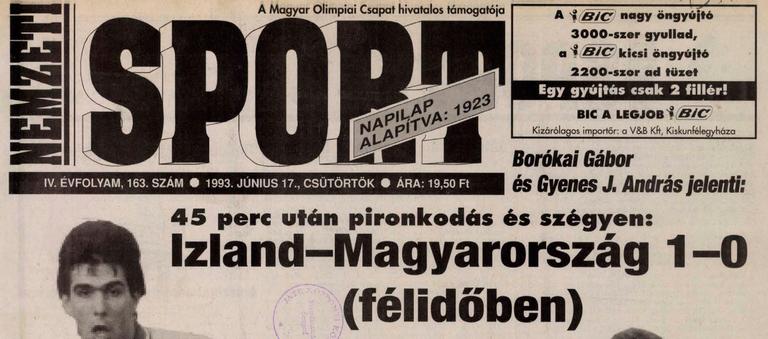 A Magyar Olimpiai Csapat hivatalos támogatója
NEMZETI
SPORT
NAPILAP
ALAPÍTVA: 1923
A BIC nagy öngyújtó
3000-szer gyullad,
a BIC kicsi öngyújtó
2200-szor ad tüzet
Egy gyújtás csak 2 fillér!
BIC A LEGJOB BIC
Kizárólagos importőr: a V&B Kft, Kiskunfélegyháza
IV. ÉVFOLYAM, 163. SZÁM ● 1993. JÚNIUS 17., CSÜTÖRTÖK ● ÁRA: 19,50 Ft
Borókai Gábor
és Gyenes J. András jelenti:
45 perc után pironkodás és szégyen:
Izland–Magyarország 1–0
(félidőben)